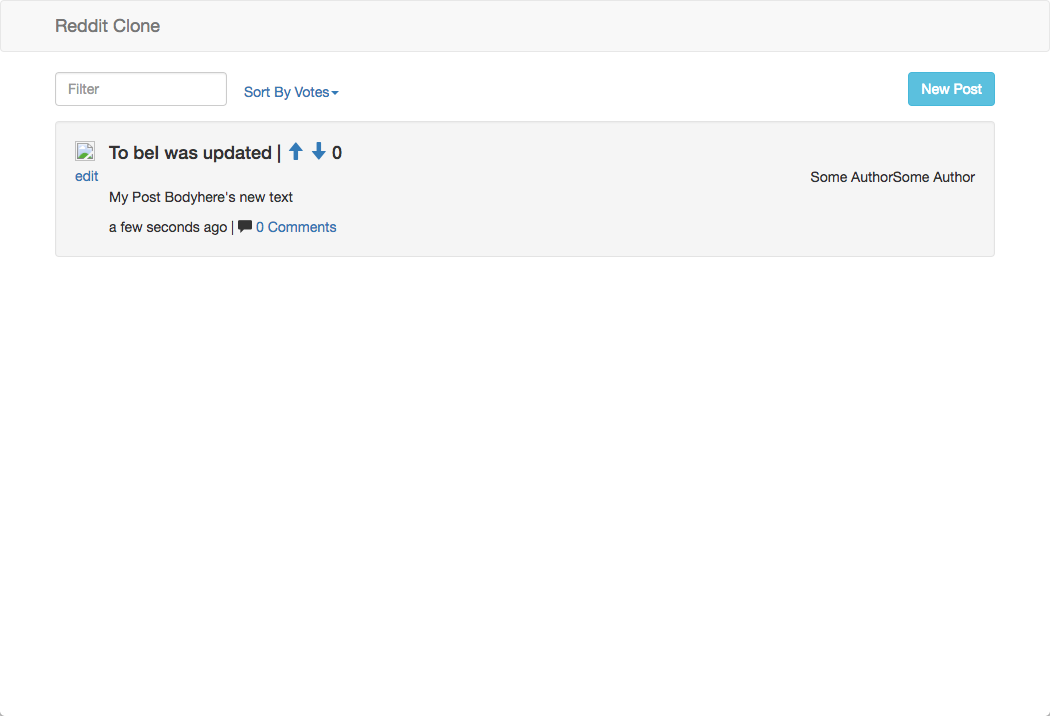 Reddit Clone
Filter
Sort By Votes
New Post
To bel was updated | 0
edit
Some AuthorSome Author
My Post Bodyhere's new text
a few seconds ago | 0 Comments